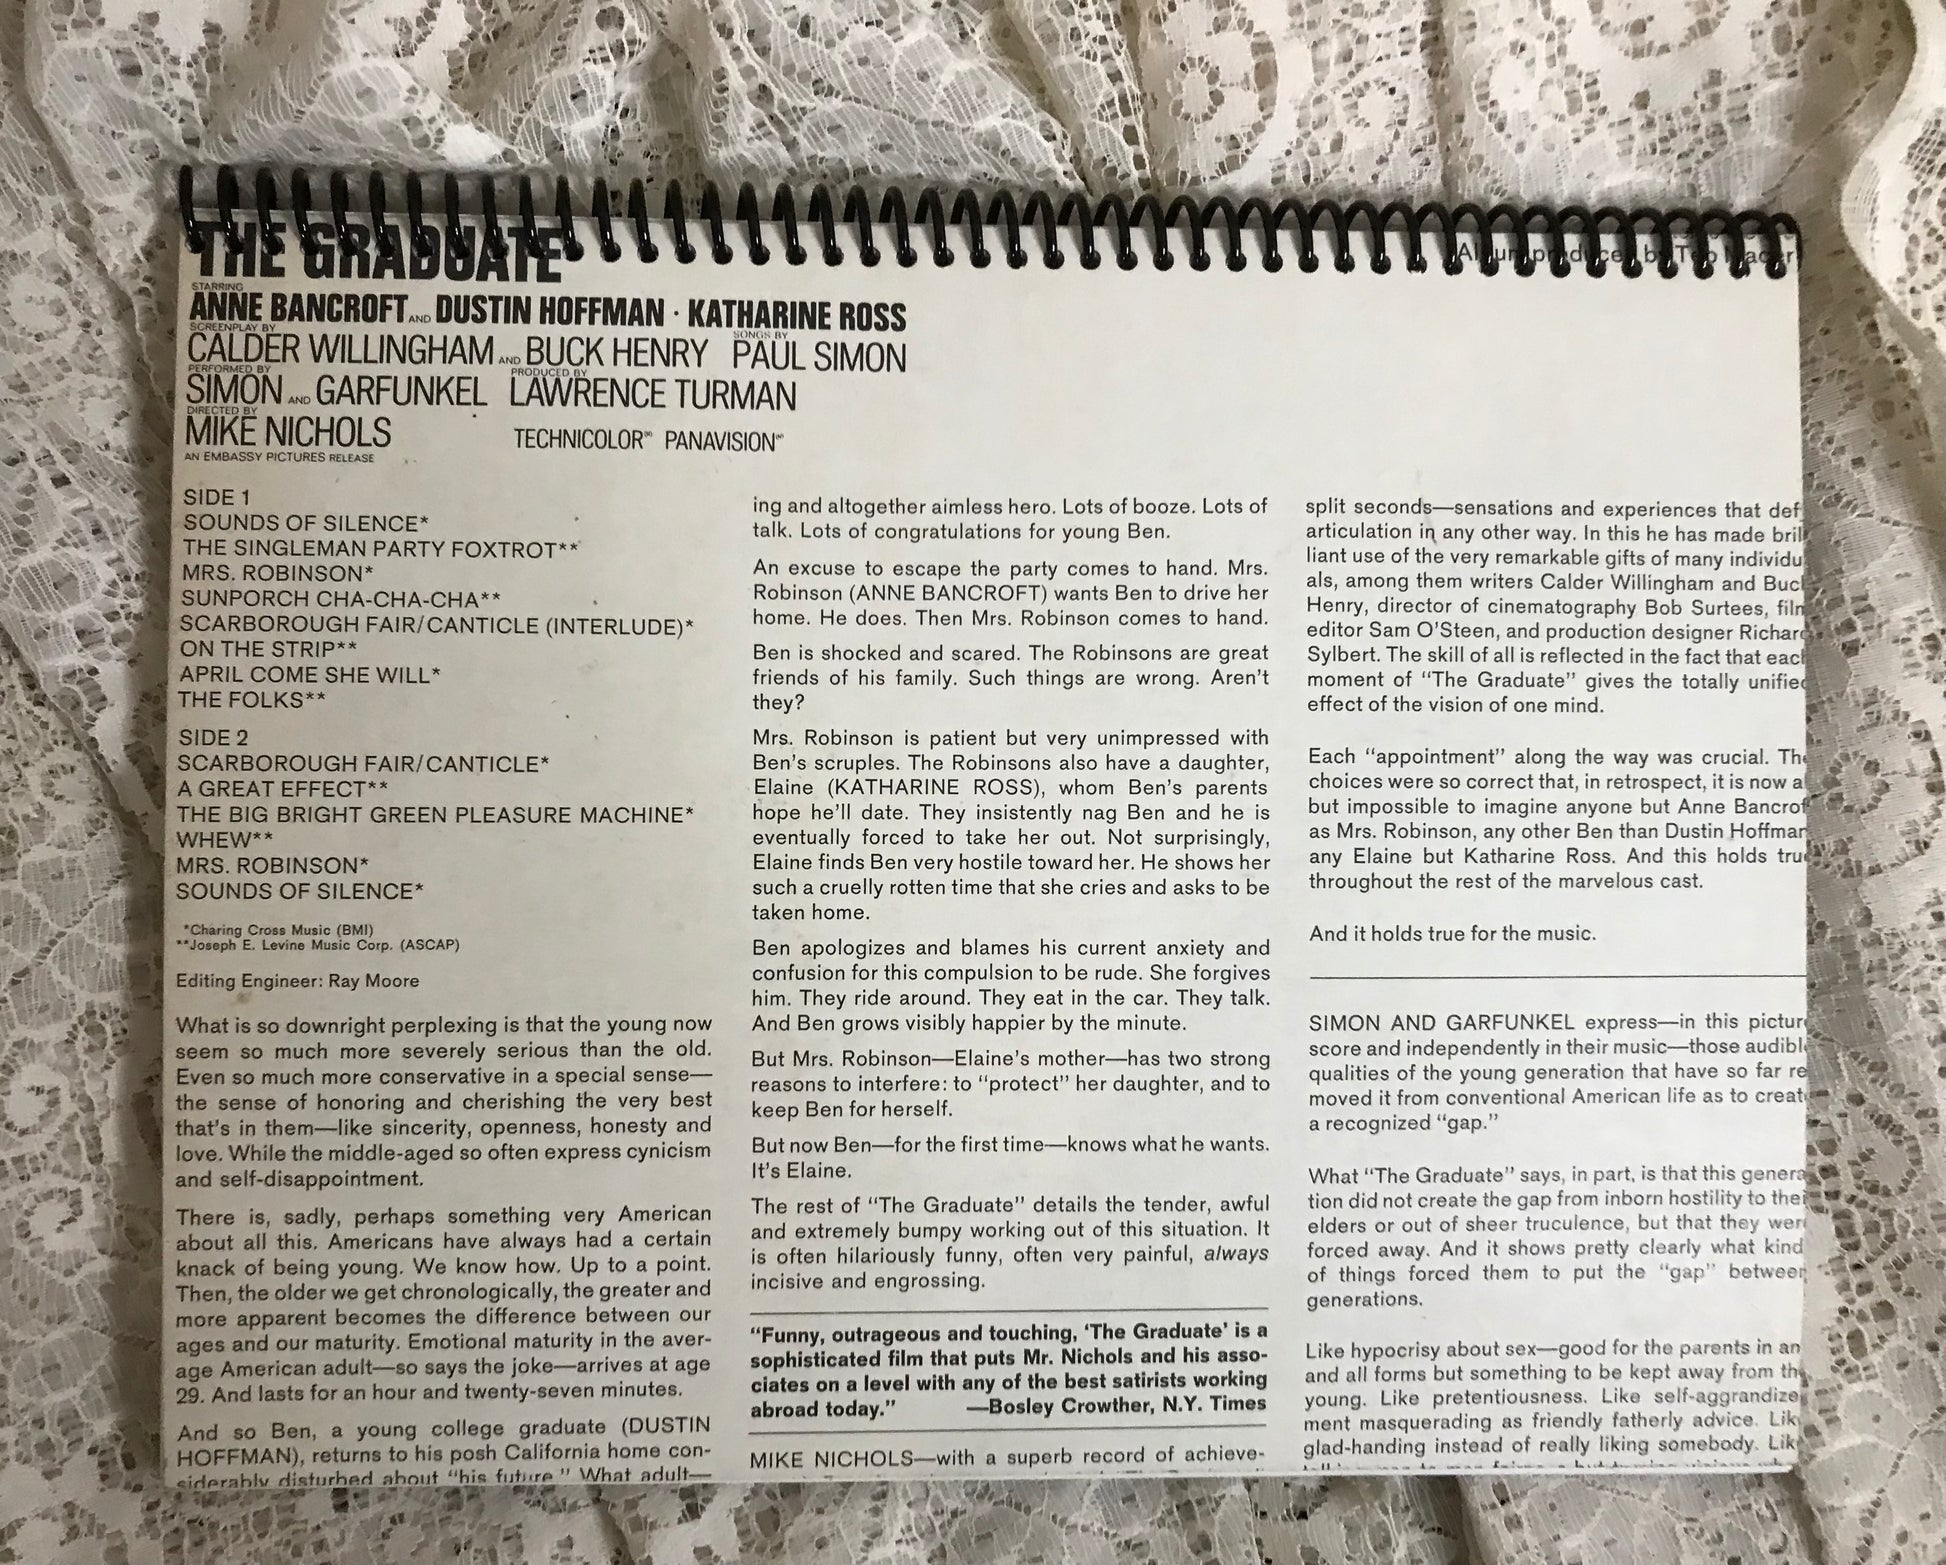 THE GRADUATE
Album produced by Teo Macero
STARRING
ANNE BANCROFT AND DUSTIN HOFFMAN · KATHARINE ROSS
SCREENPLAY BY SONGS BY
CALDER WILLINGHAM AND BUCK HENRY PAUL SIMON
PERFORMED BY PRODUCED BY
SIMON AND GARFUNKEL LAWRENCE TURMAN
DIRECTED BY
MIKE NICHOLS TECHNICOLOR® PANAVISION®
AN EMBASSY PICTURES RELEASE
SIDE 1
SOUNDS OF SILENCE*
THE SINGLEMAN PARTY FOXTROT**
MRS. ROBINSON*
SUNPORCH CHA-CHA-CHA**
SCARBOROUGH FAIR/CANTICLE (INTERLUDE)*
ON THE STRIP**
APRIL COME SHE WILL*
THE FOLKS**
SIDE 2
SCARBOROUGH FAIR/CANTICLE*
A GREAT EFFECT**
THE BIG BRIGHT GREEN PLEASURE MACHINE*
WHEW**
MRS. ROBINSON*
SOUNDS OF SILENCE*
*Charing Cross Music (BMI)
**Joseph E. Levine Music Corp. (ASCAP)
Editing Engineer: Ray Moore
What is so downright perplexing is that the young now
seem so much more severely serious than the old.
Even so much more conservative in a special sense—
the sense of honoring and cherishing the very best
that's in them—like sincerity, openness, honesty and
love. While the middle-aged so often express cynicism
and self-disappointment.
There is, sadly, perhaps something very American
about all this. Americans have always had a certain
knack of being young. We know how. Up to a point.
Then, the older we get chronologically, the greater and
more apparent becomes the difference between our
ages and our maturity. Emotional maturity in the aver-
age American adult—so says the joke—arrives at age
29. And lasts for an hour and twenty-seven minutes.
And so Ben, a young college graduate (DUSTIN
HOFFMAN), returns to his posh California home con-
siderably disturbed about "his future." What adult—
ing and altogether aimless hero. Lots of booze. Lots of
talk. Lots of congratulations for young Ben.
An excuse to escape the party comes to hand. Mrs.
Robinson (ANNE BANCROFT) wants Ben to drive her
home. He does. Then Mrs. Robinson comes to hand.
Ben is shocked and scared. The Robinsons are great
friends of his family. Such things are wrong. Aren't
they?
Mrs. Robinson is patient but very unimpressed with
Ben's scruples. The Robinsons also have a daughter,
Elaine (KATHARINE ROSS), whom Ben's parents
hope he'll date. They insistently nag Ben and he is
eventually forced to take her out. Not surprisingly,
Elaine finds Ben very hostile toward her. He shows her
such a cruelly rotten time that she cries and asks to be
taken home.
Ben apologizes and blames his current anxiety and
confusion for this compulsion to be rude. She forgives
him. They ride around. They eat in the car. They talk.
And Ben grows visibly happier by the minute.
But Mrs. Robinson—Elaine's mother—has two strong
reasons to interfere: to "protect" her daughter, and to
keep Ben for herself.
But now Ben—for the first time—knows what he wants.
It's Elaine.
The rest of "The Graduate" details the tender, awful
and extremely bumpy working out of this situation. It
is often hilariously funny, often very painful, always
incisive and engrossing.
"Funny, outrageous and touching, 'The Graduate' is a
sophisticated film that puts Mr. Nichols and his asso-
ciates on a level with any of the best satirists working
abroad today." —Bosley Crowther, N.Y. Times
MIKE NICHOLS—with a superb record of achieve-
split seconds—sensations and experiences that def
articulation in any other way. In this he has made bril
liant use of the very remarkable gifts of many individu
als, among them writers Calder Willingham and Buc
Henry, director of cinematography Bob Surtees, film
editor Sam O'Steen, and production designer Richar
Sylbert. The skill of all is reflected in the fact that eac
moment of "The Graduate" gives the totally unified
effect of the vision of one mind.
Each "appointment" along the way was crucial. The
choices were so correct that, in retrospect, it is now a
but impossible to imagine anyone but Anne Bancrof
as Mrs. Robinson, any other Ben than Dustin Hoffman
any Elaine but Katharine Ross. And this holds true
throughout the rest of the marvelous cast.
And it holds true for the music.
SIMON AND GARFUNKEL express—in this pictur
score and independently in their music—those audibl
qualities of the young generation that have so far re
moved it from conventional American life as to creat
a recognized "gap."
What "The Graduate" says, in part, is that this genera
tion did not create the gap from inborn hostility to thei
elders or out of sheer truculence, but that they wer
forced away. And it shows pretty clearly what kind
of things forced them to put the "gap" between
generations.
Like hypocrisy about sex—good for the parents in an
and all forms but something to be kept away from the
young. Like pretentiousness. Like self-aggrandize
ment masquerading as friendly fatherly advice. Lik
glad-handing instead of really liking somebody. Lik